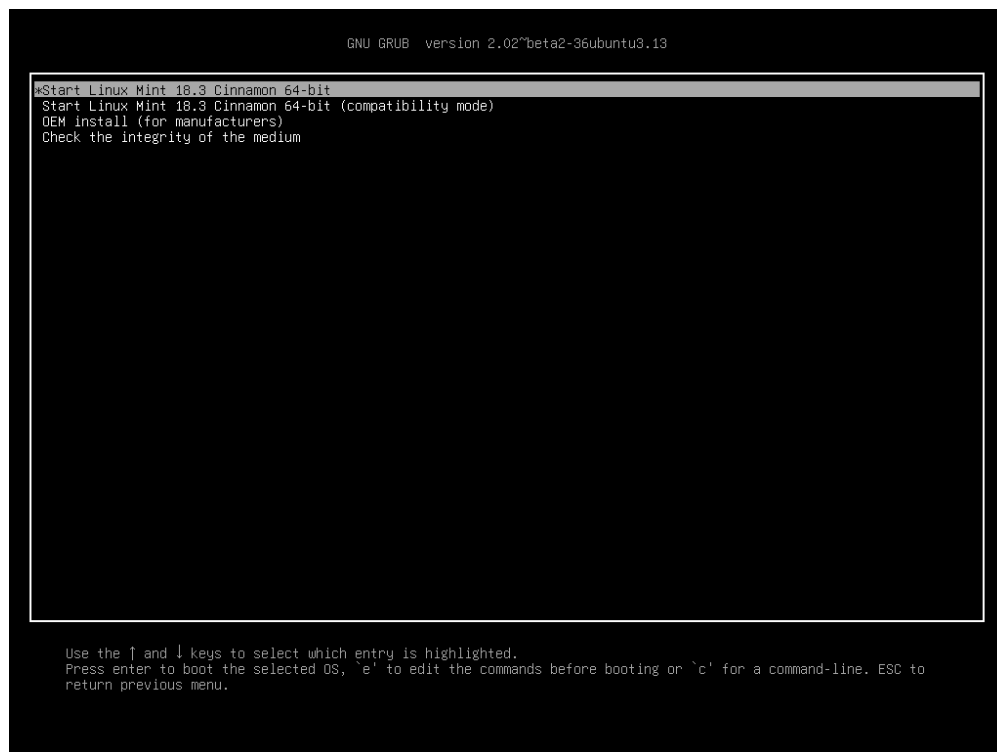 GNU GRUB  version 2.02~beta2-36ubuntu3.13
*Start Linux Mint 18.3 Cinnamon 64-bit
Start Linux Mint 18.3 Cinnamon 64-bit (compatibility mode)
OEM install (for manufacturers)
Check the integrity of the medium
Use the ↑ and ↓ keys to select which entry is highlighted.
Press enter to boot the selected OS, `e' to edit the commands before booting or `c' for a command-line. ESC to
return previous menu.